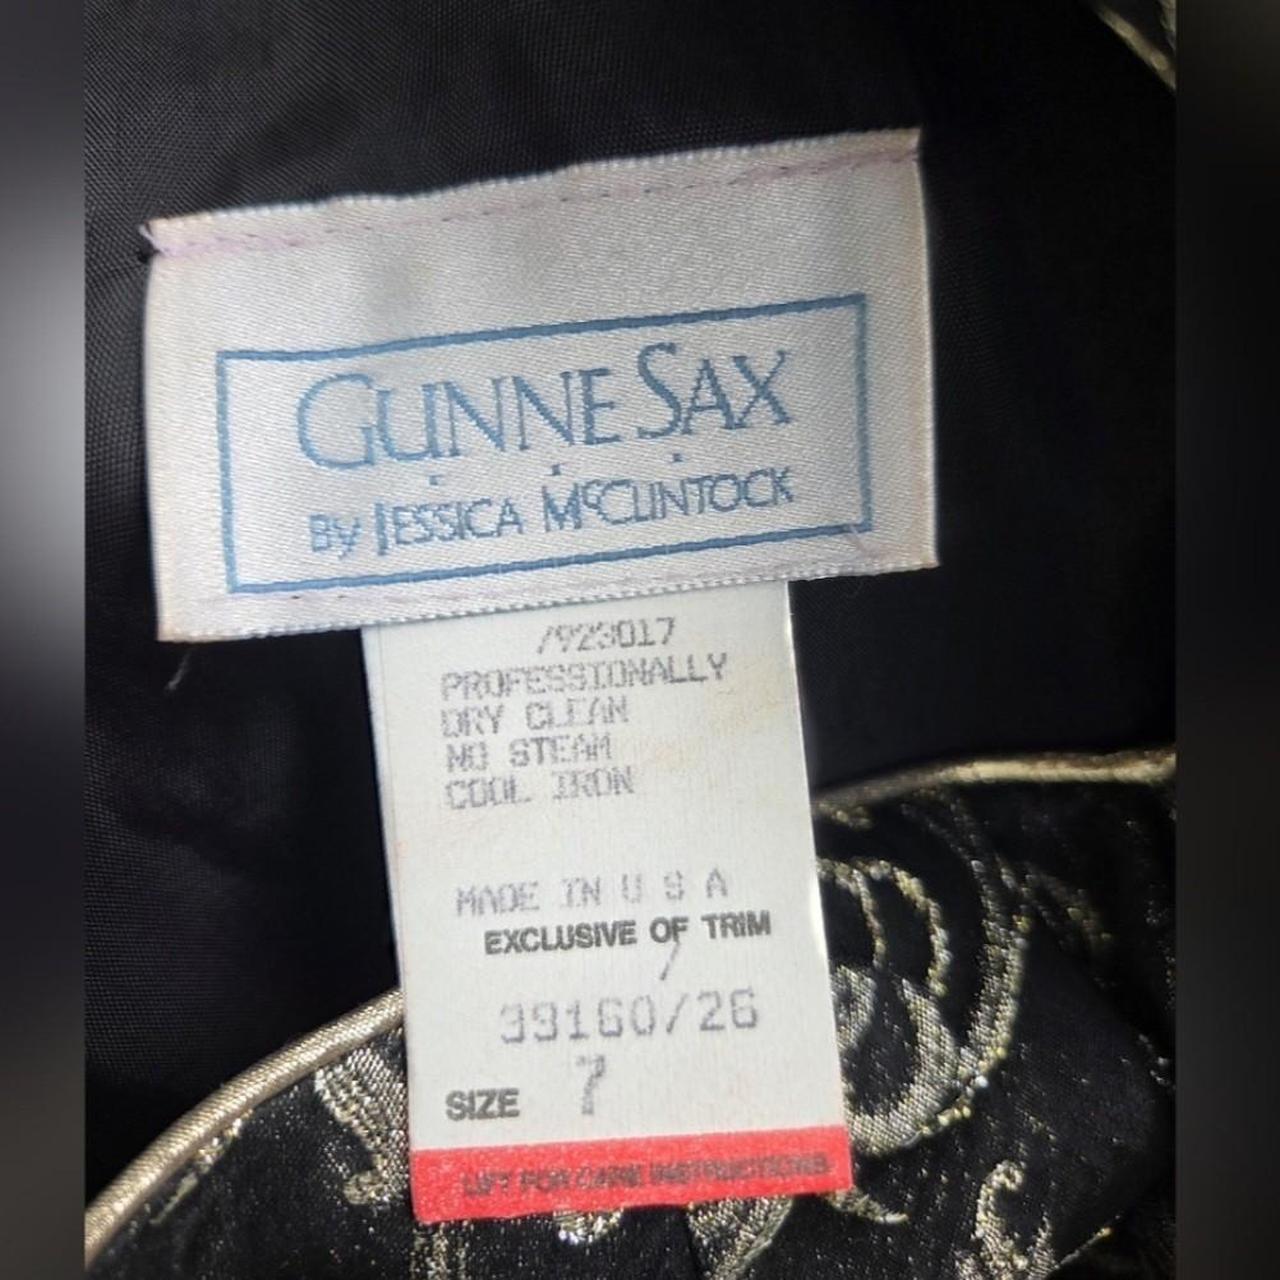 GUNNE SAX
By JESSICA McCLINTOCK
/923017
PROFESSIONALLY
DRY CLEAN
NO STEAM
COOL IRON
MADE IN U S A
EXCLUSIVE OF TRIM
39160/26
SIZE 7
LIFT FOR CARE INSTRUCTIONS